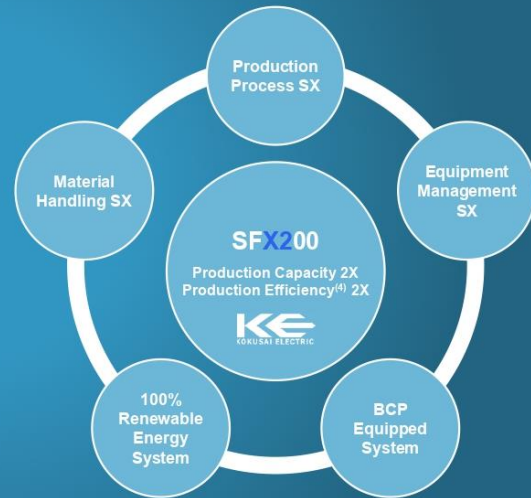 Production
Process SX
Material
Handling SX
Equipment
Management
SX
SFX200
Production Capacity 2X
Production Efficiency(4) 2X
KE
KOKUSAI ELECTRIC
100%
Renewable
Energy
System
BCP
Equipped
System